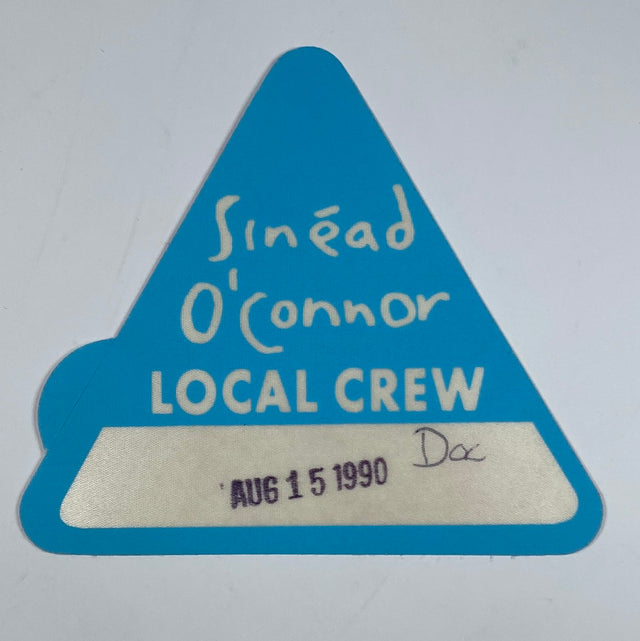 Sinéad
O'Connor
LOCAL CREW
Doc
AUG 15 1990